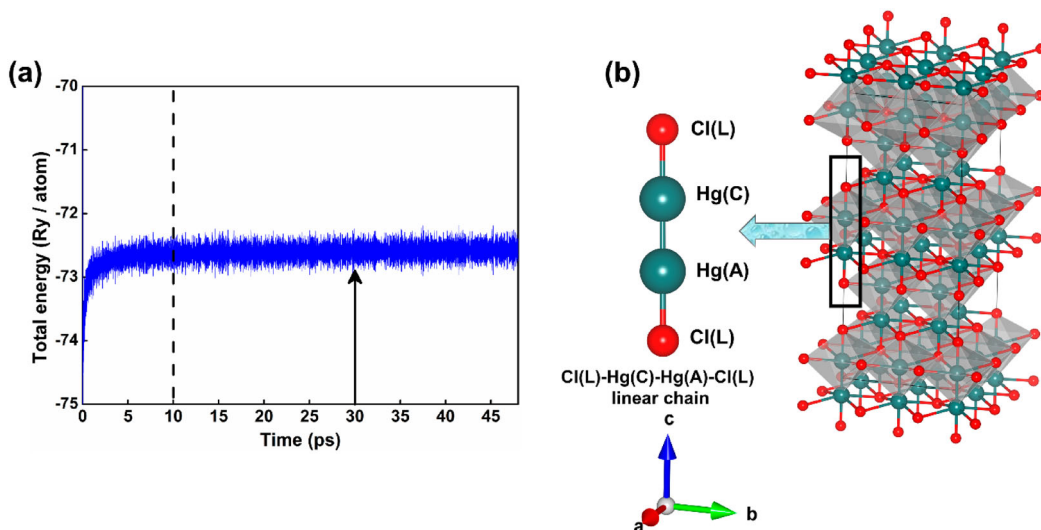 (a)
-70
-71
-72
-73
-74
-75
Total energy (Ry / atom)
0 5 10 15 20 25 30 35 40 45
Time (ps)
(b)
Cl(L)
Hg(C)
Hg(A)
Cl(L)
Cl(L)-Hg(C)-Hg(A)-Cl(L)
linear chain
c
b
a